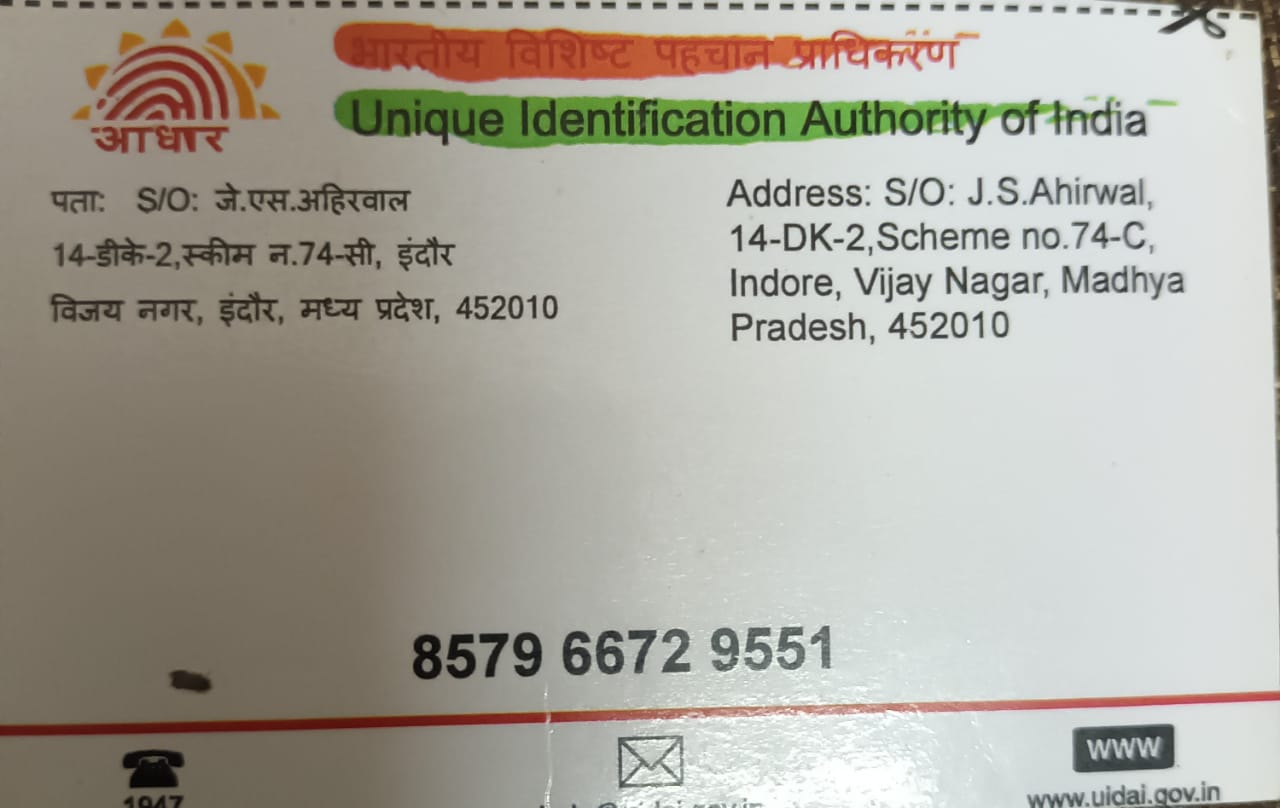 आधार
भारतीय विशिष्ट पहचान प्राधिकरण
Unique Identification Authority of India
पता: S/O: जे.एस.अहिरवाल
14-डीके-2,स्कीम न.74-सी, इंदौर
विजय नगर, इंदौर, मध्य प्रदेश, 452010
Address: S/O: J.S.Ahirwal,
14-DK-2,Scheme no.74-C,
Indore, Vijay Nagar, Madhya
Pradesh, 452010
8579 6672 9551
1947
www
www.uidai.gov.in